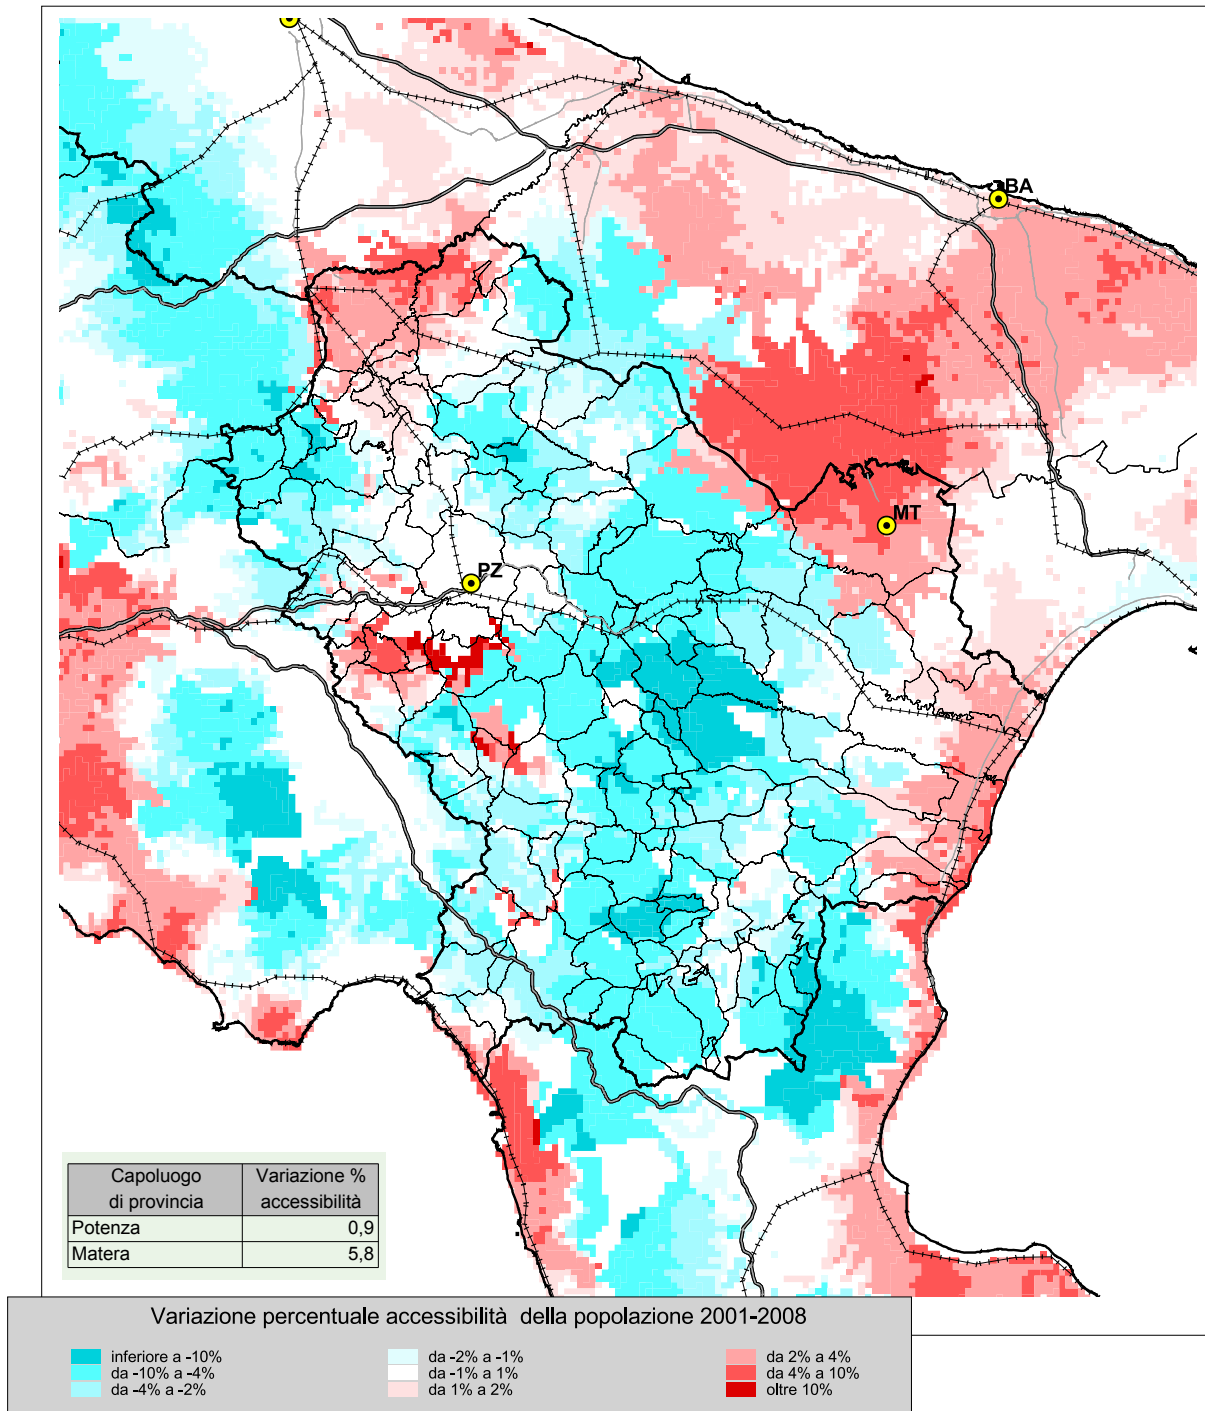 BA
MT
PZ
Capoluogo di provincia Variazione % accessibilità
Potenza 0,9
Matera 5,8
Variazione percentuale accessibilità della popolazione 2001-2008
inferiore a -10%
da -10% a -4%
da -4% a -2%
da -2% a -1%
da -1% a 1%
da 1% a 2%
da 2% a 4%
da 4% a 10%
oltre 10%